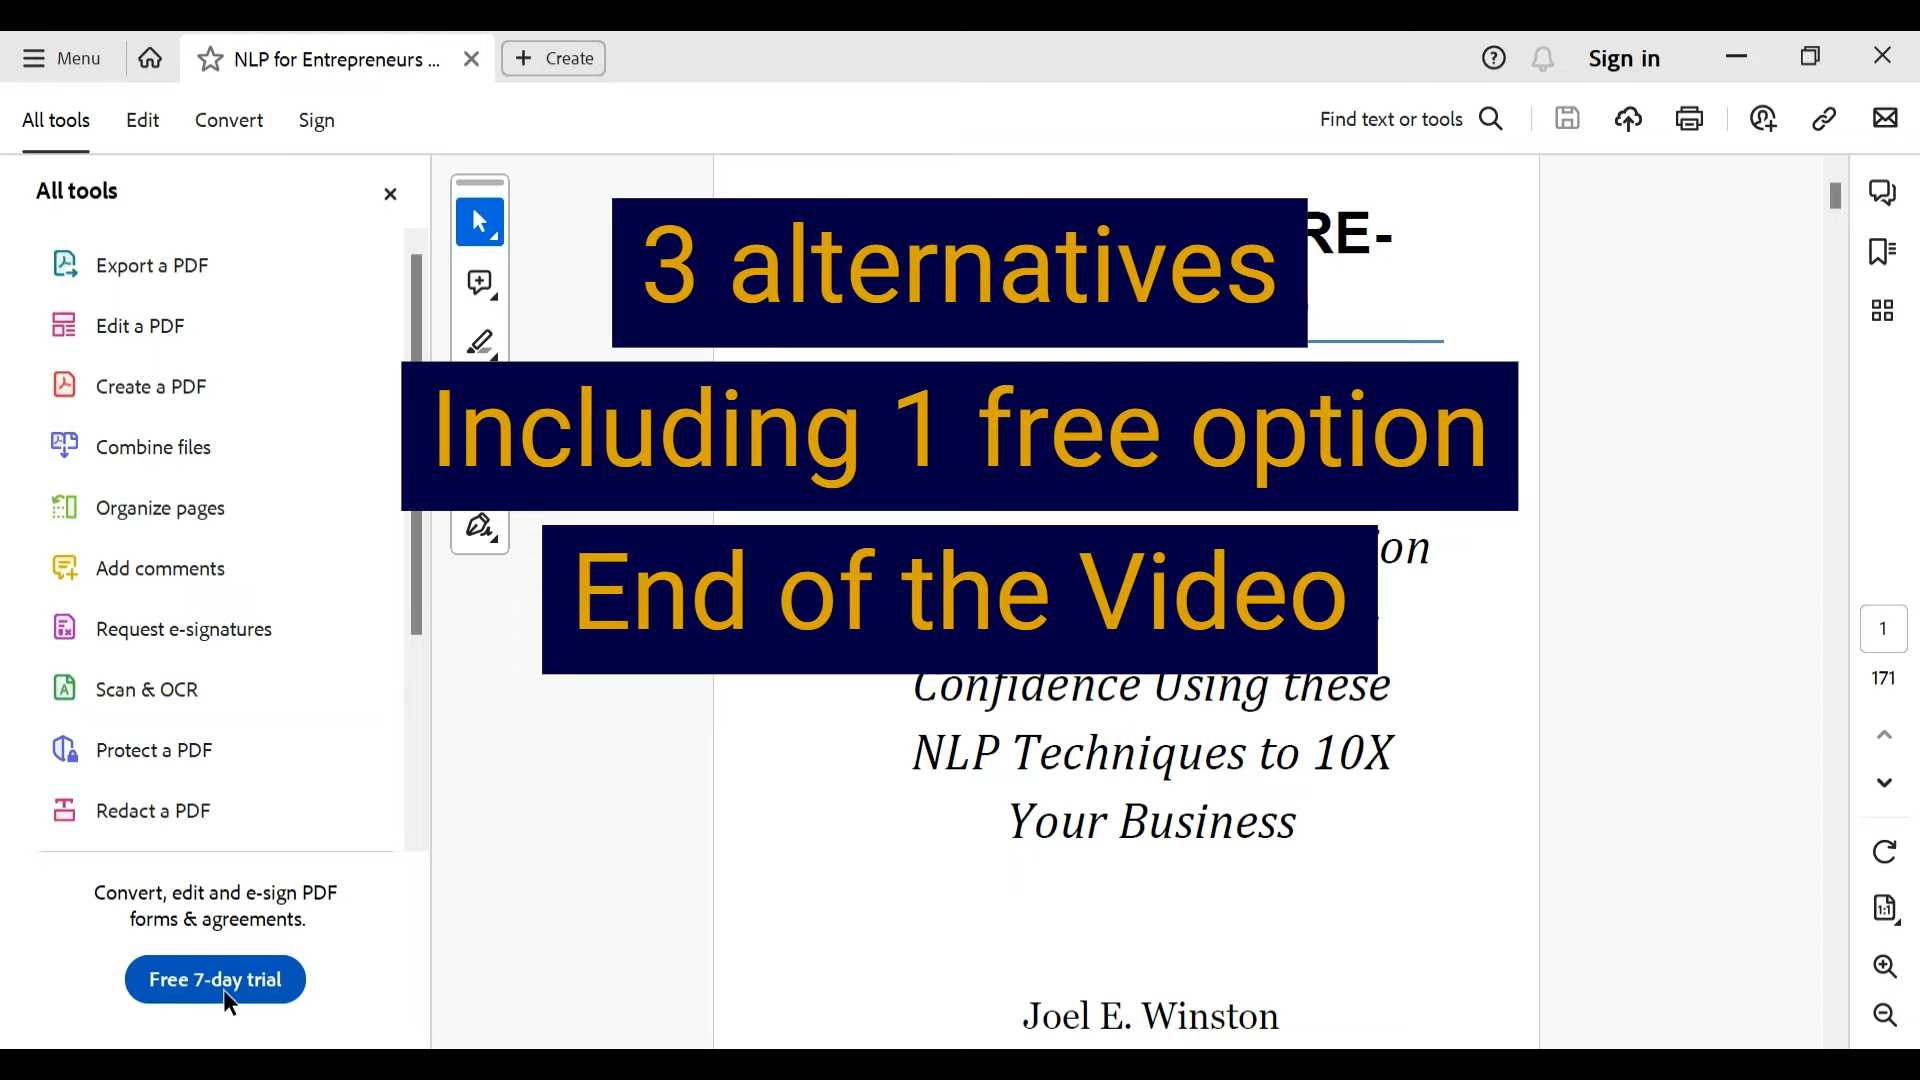 Menu
NLP for Entrepreneurs ...
Create
Sign in
All tools
Edit
Convert
Sign
Find text or tools
All tools
Export a PDF
Edit a PDF
Create a PDF
Combine files
Organize pages
Add comments
Request e-signatures
Scan & OCR
Protect a PDF
Redact a PDF
Convert, edit and e-sign PDF
forms & agreements.
Free 7-day trial
3 alternatives
Including 1 free option
End of the Video
RE-
on
Confidence Using these
NLP Techniques to 10X
Your Business
Joel E. Winston
1
171